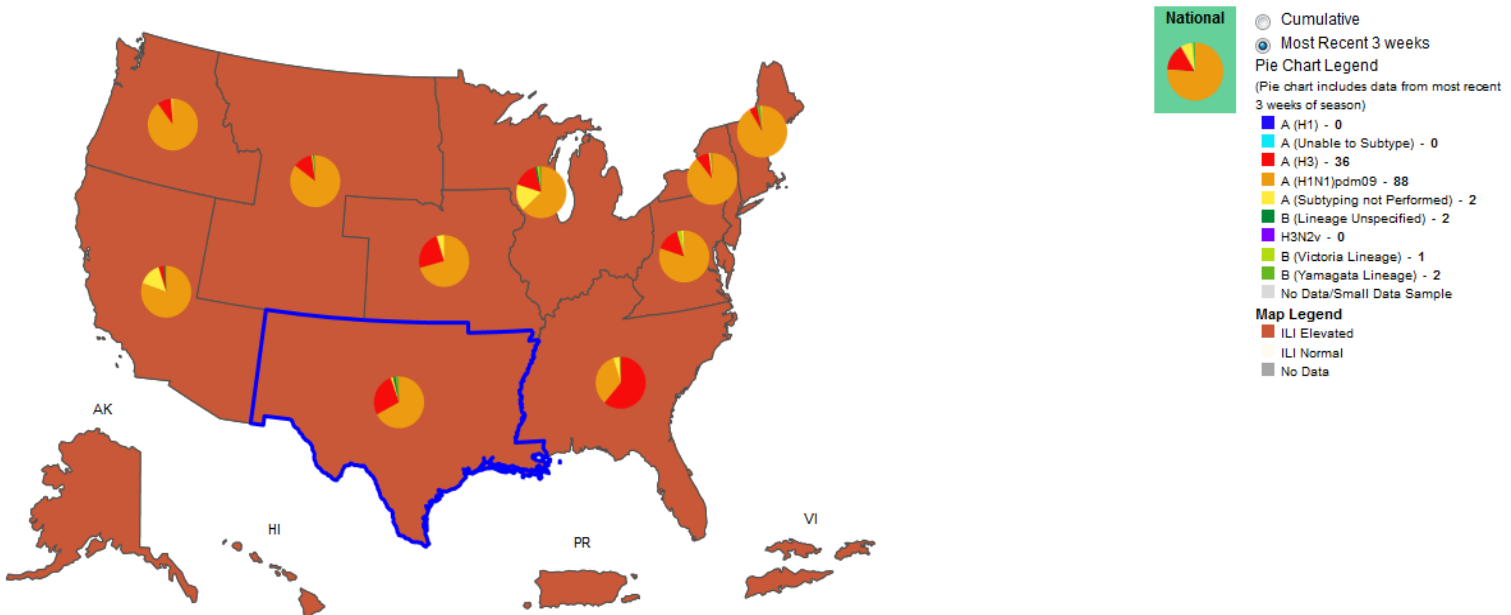 National
Cumulative
Most Recent 3 weeks
Pie Chart Legend
(Pie chart includes data from most recent
3 weeks of season)
A (H1) - 0
A (Unable to Subtype) - 0
A (H3) - 36
A (H1N1)pdm09 - 88
A (Subtyping not Performed) - 2
B (Lineage Unspecified) - 2
H3N2v - 0
B (Victoria Lineage) - 1
B (Yamagata Lineage) - 2
No Data/Small Data Sample
Map Legend
ILI Elevated
ILI Normal
No Data
AK
HI
PR
VI